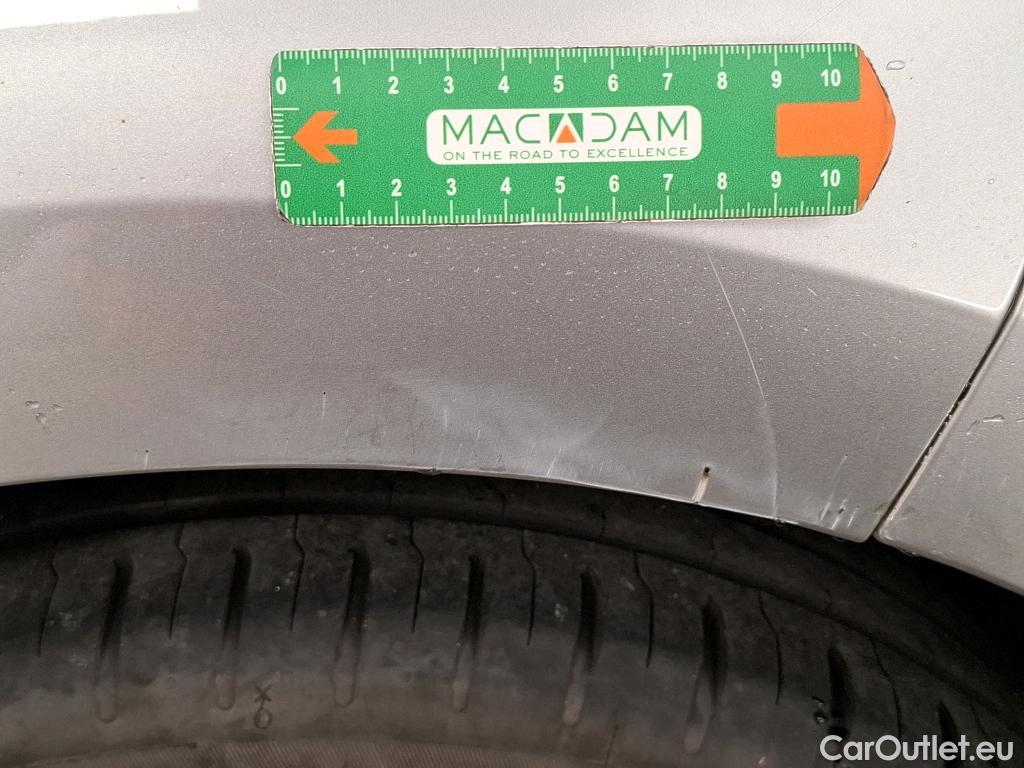 0 1 2 3 4 5 6 7 8 9 10
MACADAM
ON THE ROAD TO EXCELLENCE
0 1 2 3 4 5 6 7 8 9 10
CarOutlet.eu